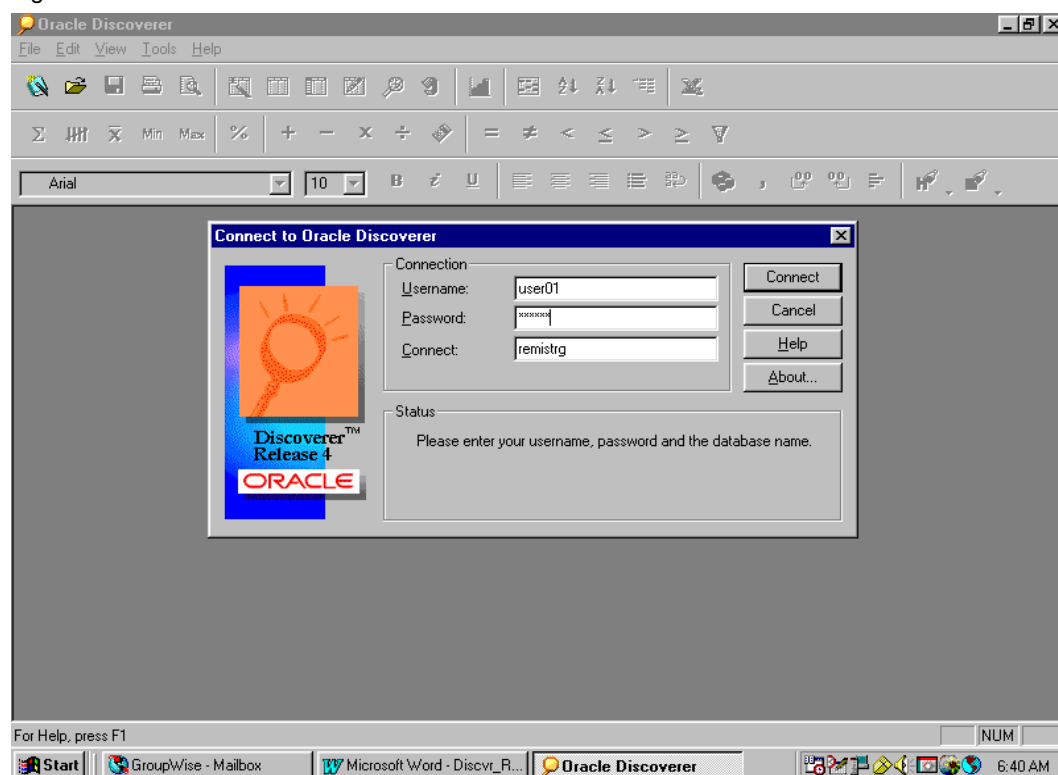 Oracle Discoverer
File Edit View Tools Help
Σ x Min Max % + − x ÷ = ≠ < ≤ > ≥
Arial 10 B i U
Connect to Oracle Discoverer
Connection
Username: user01
Password: ******
Connect: remistrg
Connect
Cancel
Help
About...
Status
Please enter your username, password and the database name.
Discoverer™
Release 4
ORACLE
For Help, press F1 NUM
Start GroupWise - Mailbox Microsoft Word - Discvr_R... Oracle Discoverer 6:40 AM